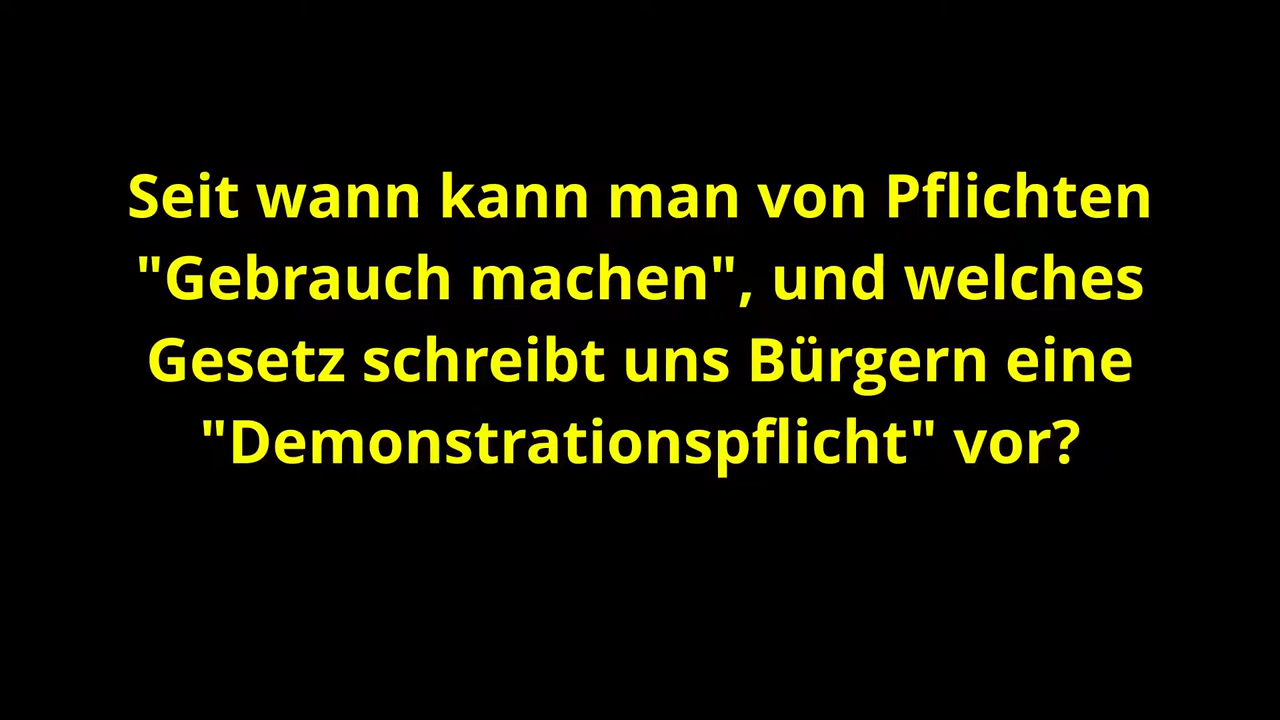 Seit wann kann man von Pflichten
"Gebrauch machen", und welches
Gesetz schreibt uns Bürgern eine
"Demonstrationspflicht" vor?